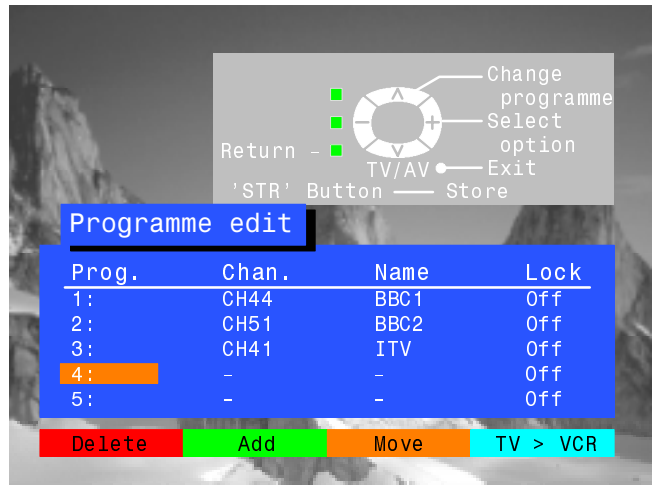 Change
programme
Select
option
Return –
TV/AV Exit
'STR' Button — Store
Programme edit
Prog. Chan. Name Lock
1: CH44 BBC1 Off
2: CH51 BBC2 Off
3: CH41 ITV Off
4: – – Off
5: – – Off
Delete Add Move TV > VCR